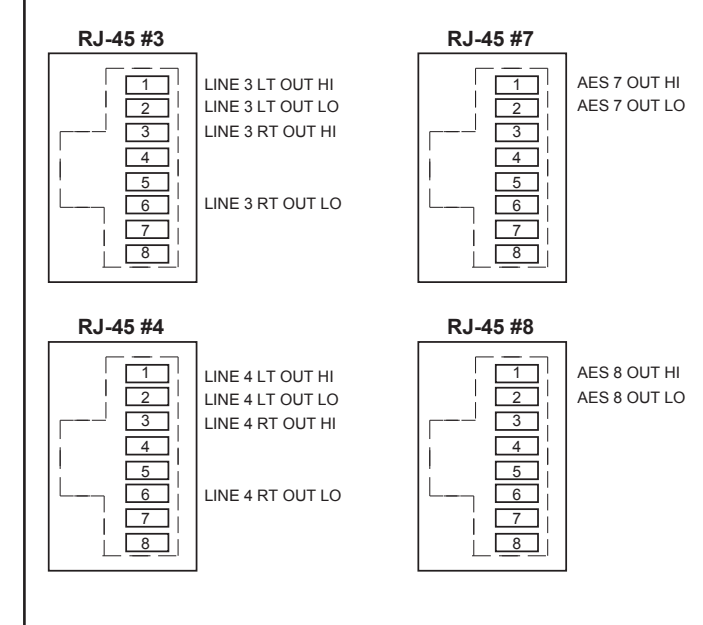 RJ-45 #3
1 LINE 3 LT OUT HI
2 LINE 3 LT OUT LO
3 LINE 3 RT OUT HI
4
5
6 LINE 3 RT OUT LO
7
8
RJ-45 #7
1 AES 7 OUT HI
2 AES 7 OUT LO
3
4
5
6
7
8
RJ-45 #4
1 LINE 4 LT OUT HI
2 LINE 4 LT OUT LO
3 LINE 4 RT OUT HI
4
5
6 LINE 4 RT OUT LO
7
8
RJ-45 #8
1 AES 8 OUT HI
2 AES 8 OUT LO
3
4
5
6
7
8